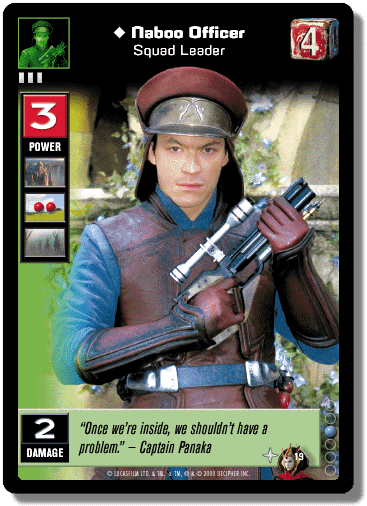 ◆ Naboo Officer
Squad Leader
4
3
POWER
2
DAMAGE
“Once we're inside, we shouldn't have a
problem.” – Captain Panaka
19
© LUCASFILM LTD. & TM, ®, TM, ® & © 2000 DECIPHER INC.